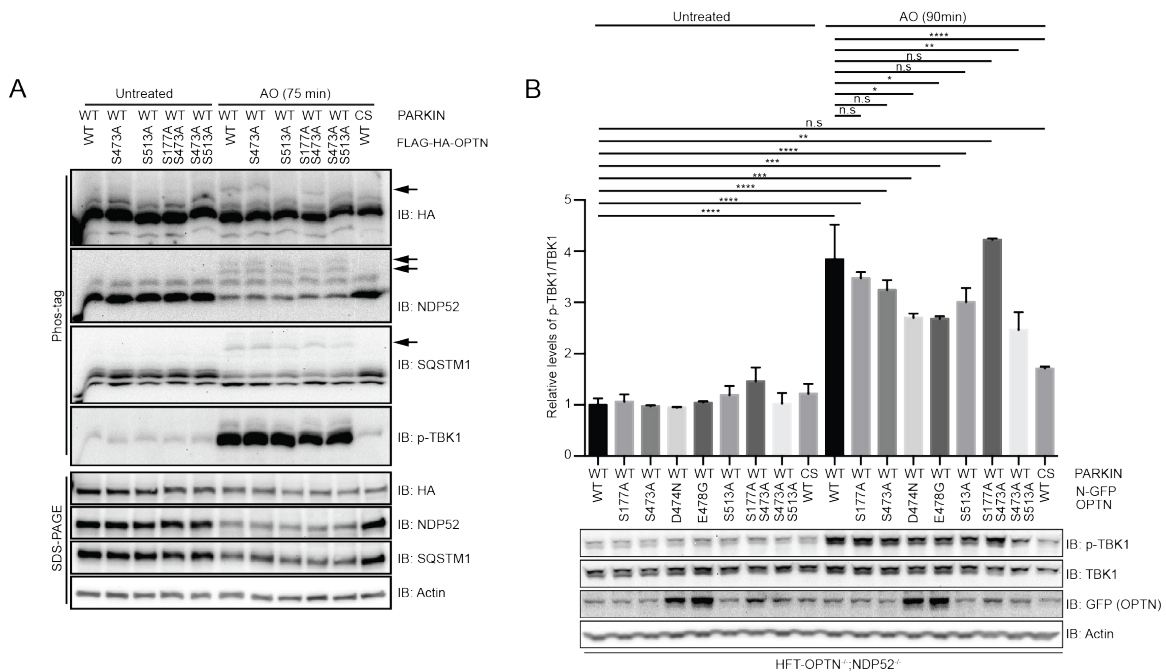 A
Untreated
AO (75 min)
WT WT WT WT WT WT WT WT WT WT CS PARKIN
WT S473A S513A S177A S473A S473A S513A WT S473A S513A S177A S473A S473A S513A WT FLAG-HA-OPTN
Phos-tag
IB: HA
IB: NDP52
IB: SQSTM1
IB: p-TBK1
SDS-PAGE
IB: HA
IB: NDP52
IB: SQSTM1
IB: Actin
B
Untreated
AO (90min)
****
**
n.s
n.s
*
*
n.s
n.s
n.s
**
****
***
***
****
****
****
Relative levels of p-TBK1/TBK1
5
4
3
2
1
0
WT WT WT WT WT WT WT WT CS WT WT WT WT WT WT WT WT CS PARKIN
WT S177A S473A D474N E478G S513A S177A S473A S473A S513A WT WT S177A S473A D474N E478G S513A S177A S473A S473A S513A WT N-GFP OPTN
IB: p-TBK1
IB: TBK1
IB: GFP (OPTN)
IB: Actin
HFT-OPTN-/-;NDP52-/-